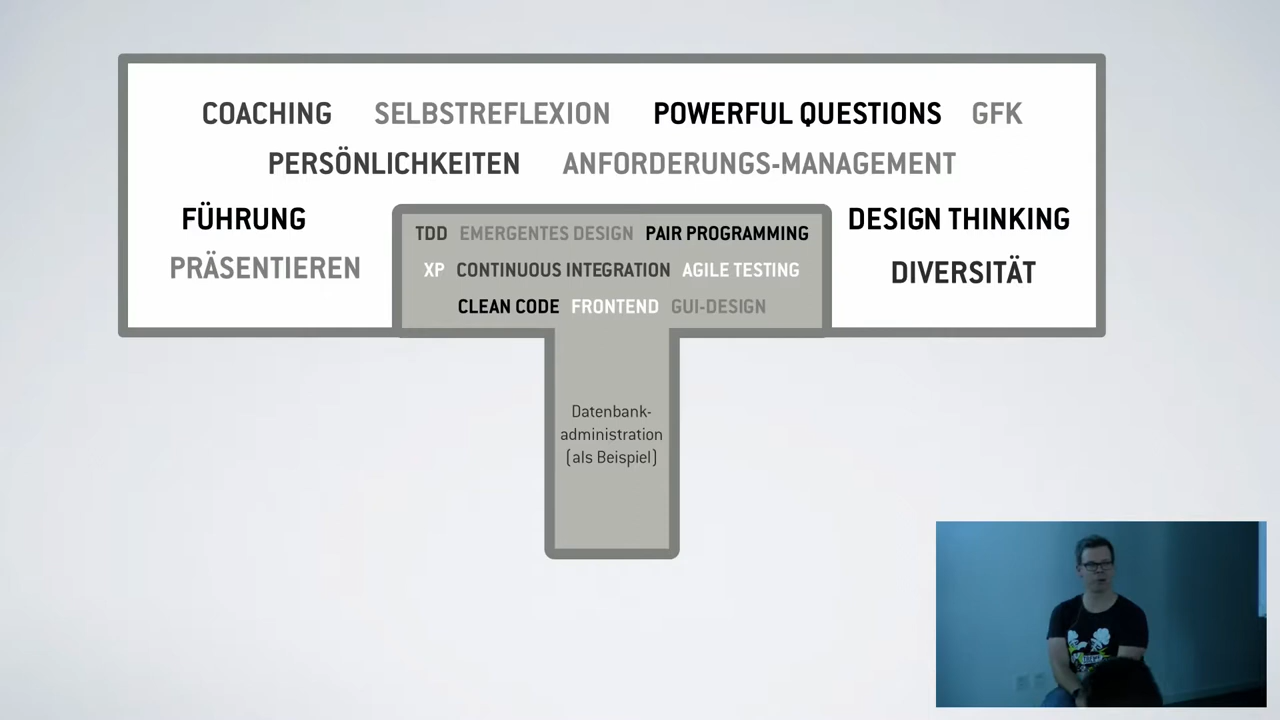 COACHING SELBSTREFLEXION POWERFUL QUESTIONS GFK
PERSÖNLICHKEITEN ANFORDERUNGS-MANAGEMENT
FÜHRUNG
PRÄSENTIEREN
TDD EMERGENTES DESIGN PAIR PROGRAMMING
XP CONTINUOUS INTEGRATION AGILE TESTING
CLEAN CODE FRONTEND GUI-DESIGN
DESIGN THINKING
DIVERSITÄT
Datenbank-
administration
(als Beispiel)